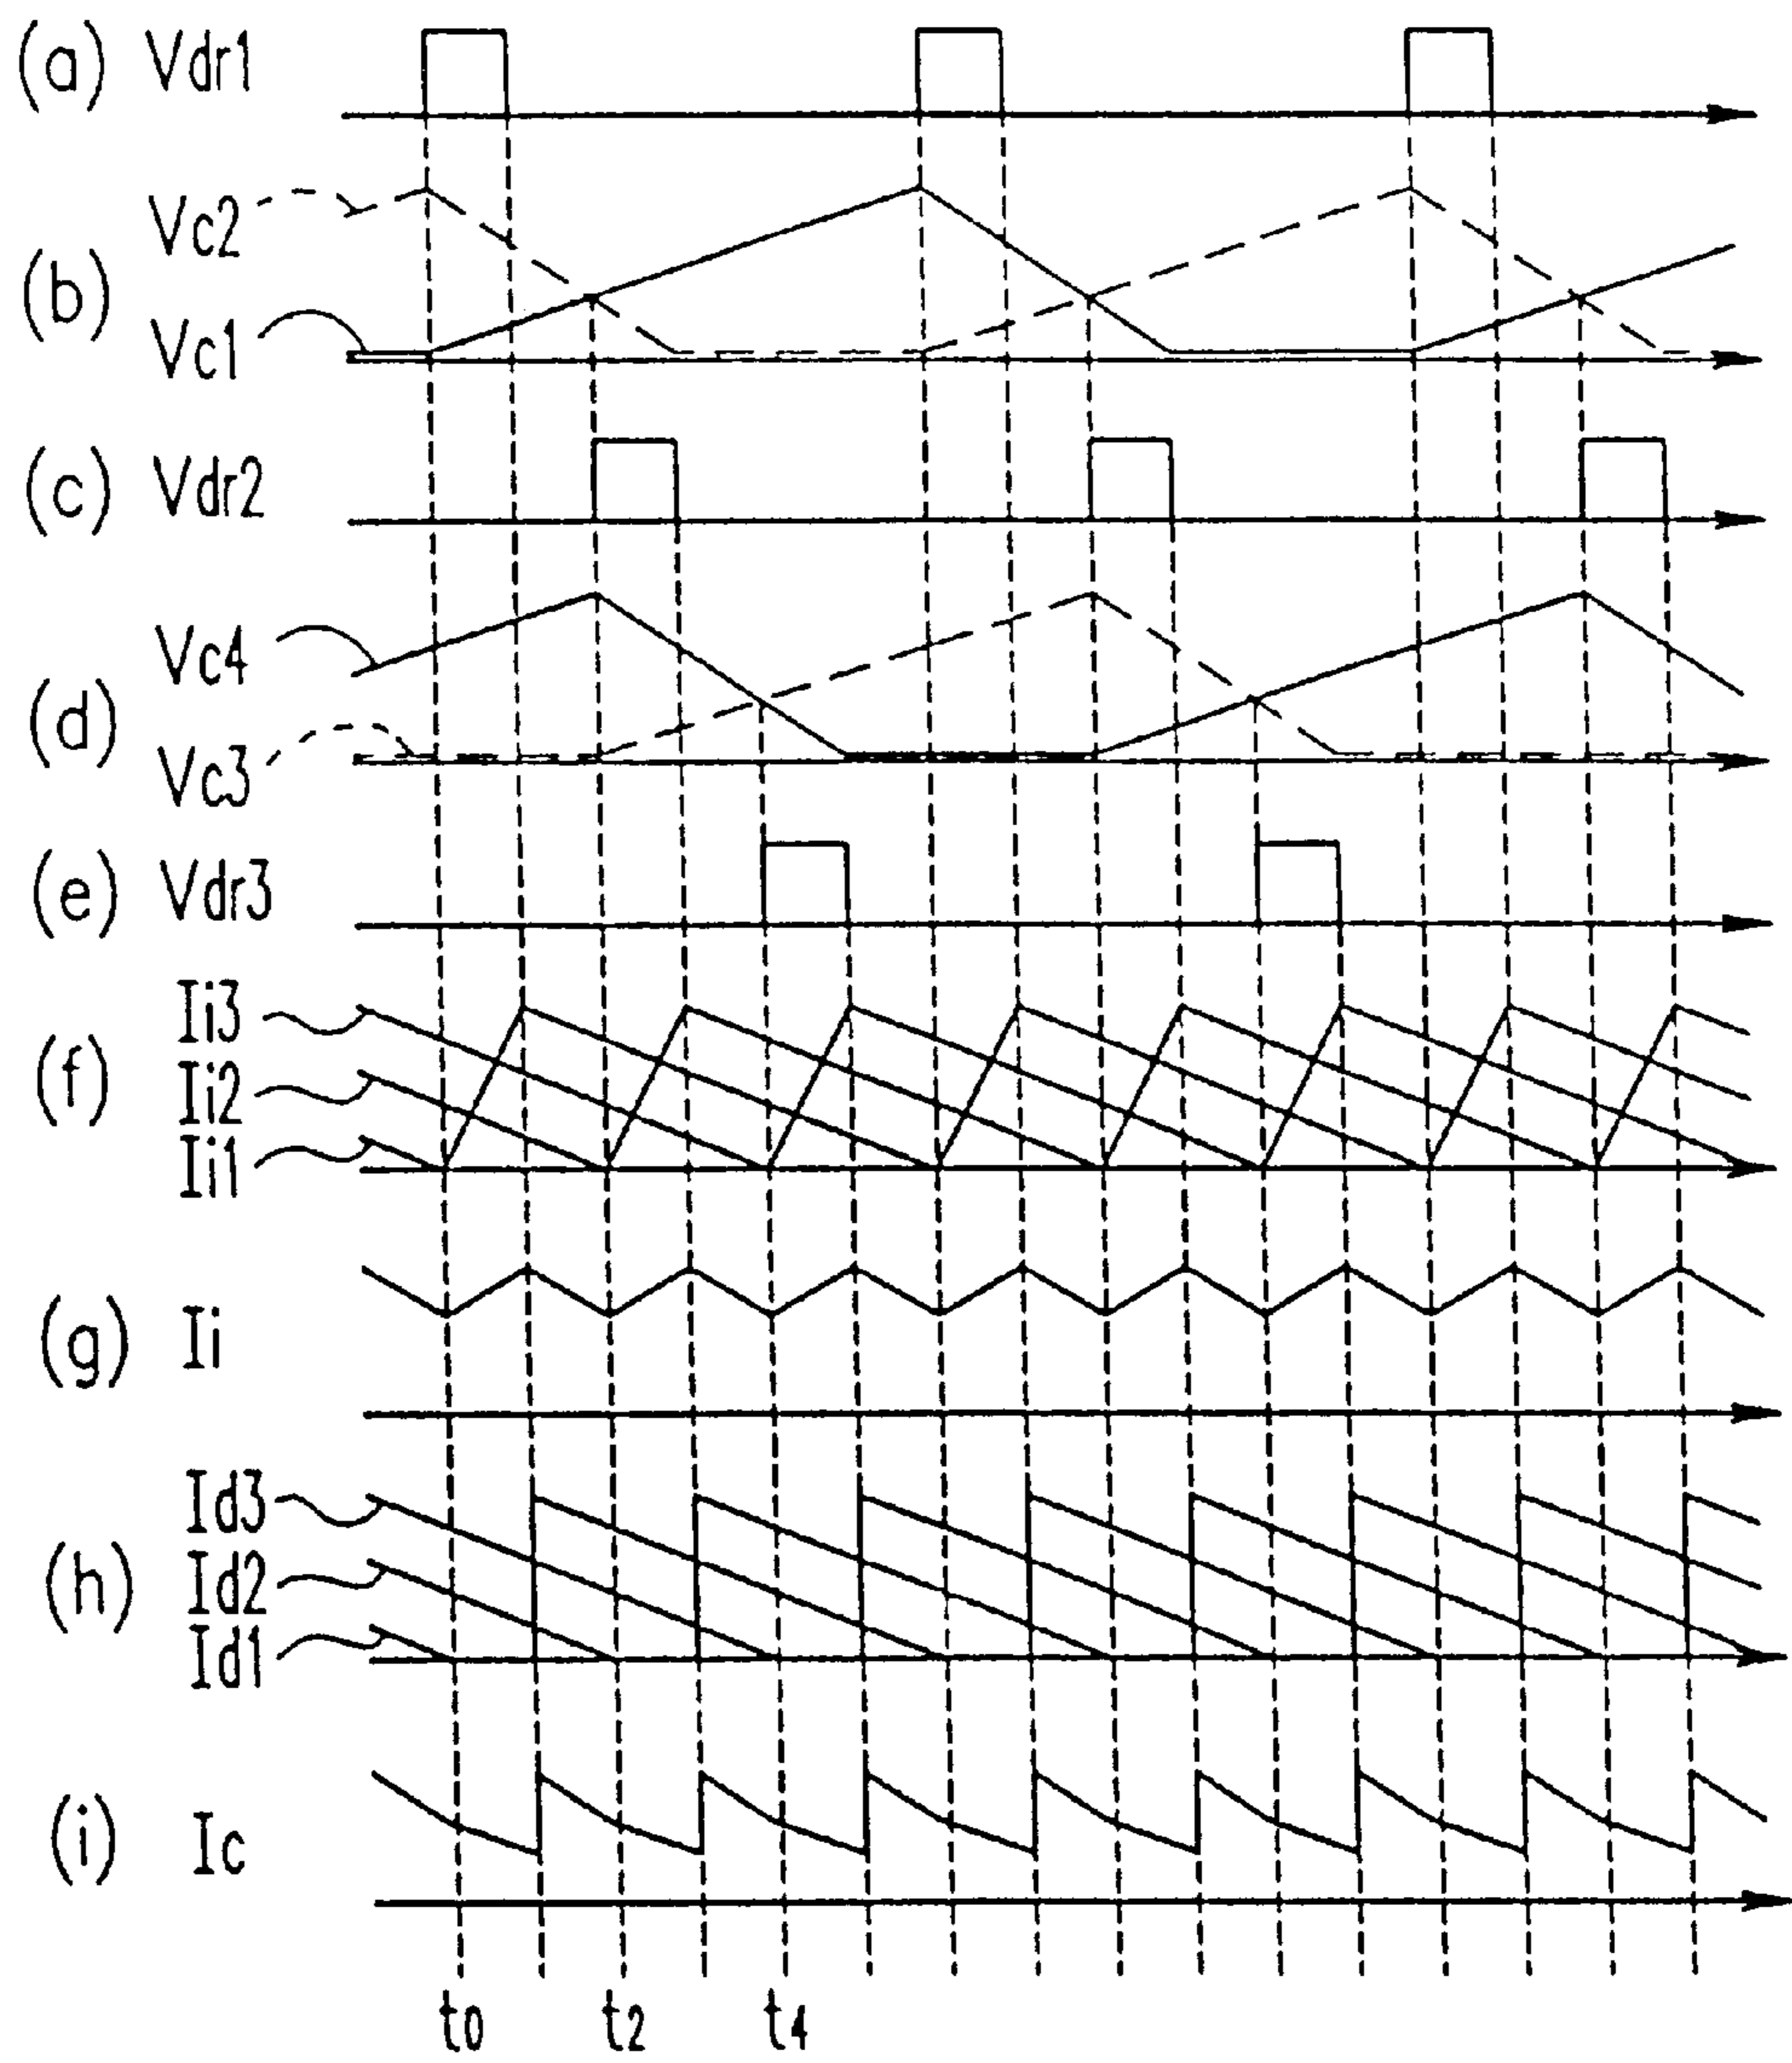 (a) Vdr1
Vc2
(b)
Vc1
(c) Vdr2
Vc4
(d)
Vc3
(e) Vdr3
Ii3
(f) Ii2
Ii1
(g) Ii
Id3
(h) Id2
Id1
(i) Ic
t0 t2 t4